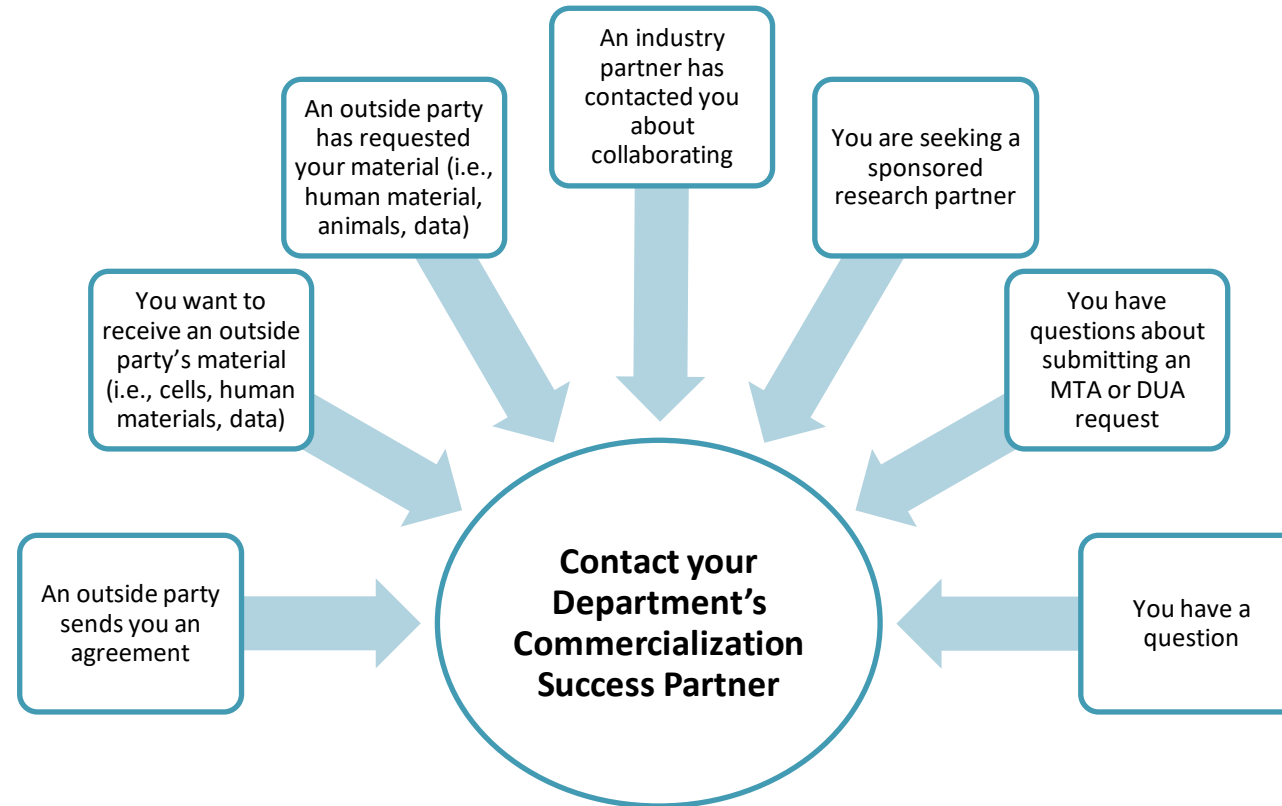 An outside party
sends you an
agreement
You want to
receive an outside
party’s material
(i.e., cells, human
materials, data)
An outside party
has requested
your material (i.e.,
human material,
animals, data)
An industry
partner has
contacted you
about
collaborating
You are seeking a
sponsored
research partner
You have
questions about
submitting an
MTA or DUA
request
You have a
question
Contact your
Department’s
Commercialization
Success Partner